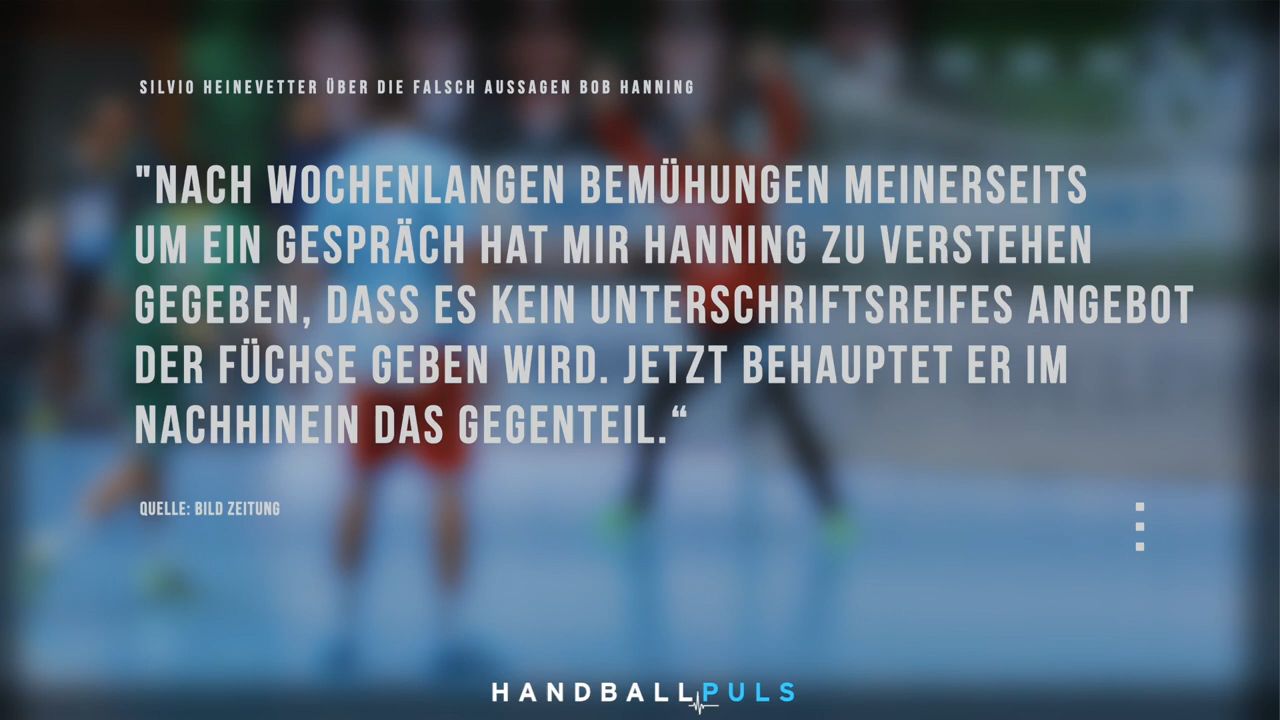 SILVIO HEINEVETTER ÜBER DIE FALSCH AUSSAGEN BOB HANNING
"NACH WOCHENLANGEN BEMÜHUNGEN MEINERSEITS
UM EIN GESPRÄCH HAT MIR HANNING ZU VERSTEHEN
GEGEBEN, DASS ES KEIN UNTERSCHRIFTSREIFES ANGEBOT
DER FÜCHSE GEBEN WIRD. JETZT BEHAUPTET ER IM
NACHHINEIN DAS GEGENTEIL.“
QUELLE: BILD ZEITUNG
HANDBALLPULS